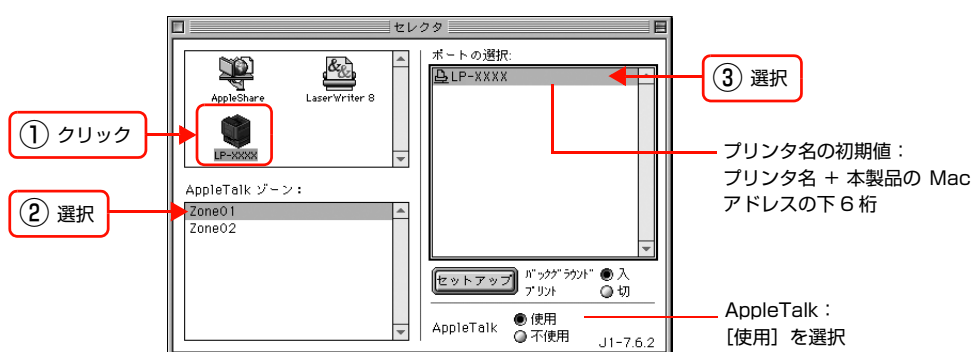 セレクタ
AppleShare
LaserWriter 8
LP-XXXX
① クリック
AppleTalk ゾーン：
② 選択
Zone01
Zone02
ポートの選択:
LP-XXXX
③ 選択
プリンタ名の初期値：
プリンタ名 ＋ 本製品の Mac
アドレスの下 6 桁
セットアップ
バックグラウンド
プリント
入
切
AppleTalk
使用
不使用
J1-7.6.2
AppleTalk：
［使用］を選択